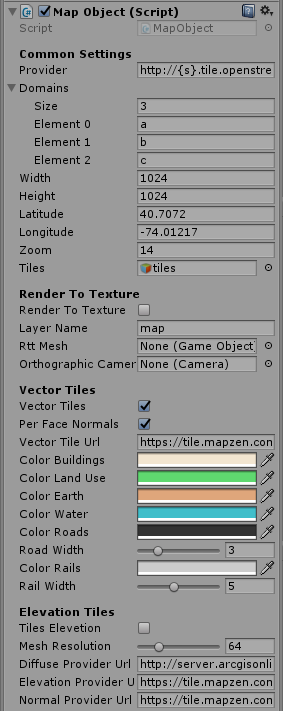 Map Object (Script)
Script MapObject
Common Settings
Provider http://{s}.tile.openstre
Domains
Size 3
Element 0 a
Element 1 b
Element 2 c
Width 1024
Height 1024
Latitude 40.7072
Longitude -74.01217
Zoom 14
Tiles tiles
Render To Texture
Render To Texture
Layer Name map
Rtt Mesh None (Game Object)
Orthographic Camer None (Camera)
Vector Tiles
Vector Tiles
Per Face Normals
Vector Tile Url https://tile.mapzen.con
Color Buildings
Color Land Use
Color Earth
Color Water
Color Roads
Road Width 3
Color Rails
Rail Width 5
Elevation Tiles
Tiles Elevetion
Mesh Resolution 64
Diffuse Provider Url http://server.arcgisonli
Elevation Provider U https://tile.mapzen.con
Normal Provider Url https://tile.mapzen.con